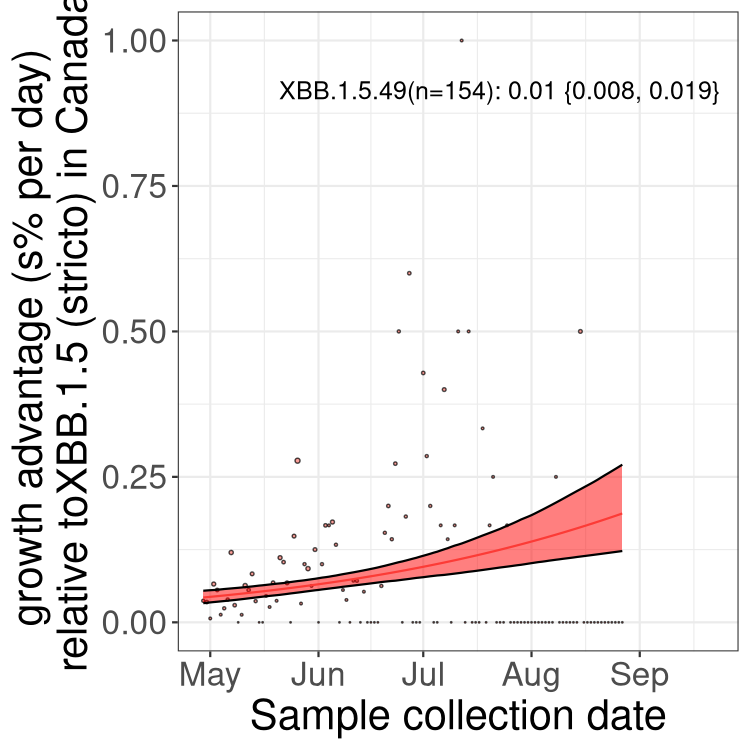 growth advantage (s% per day)
relative toXBB.1.5 (stricto) in Canada
1.00
XBB.1.5.49(n=154): 0.01 {0.008, 0.019}
0.75
0.50
0.25
0.00
May Jun Jul Aug Sep
Sample collection date